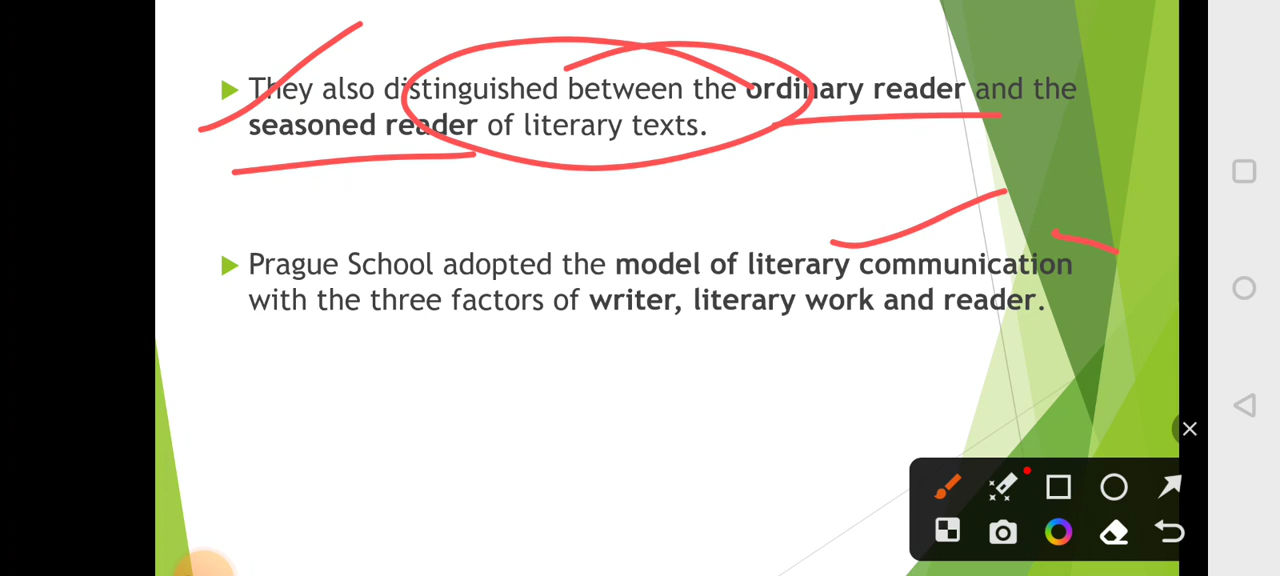 They also distinguished between the ordinary reader and the
seasoned reader of literary texts.
Prague School adopted the model of literary communication
with the three factors of writer, literary work and reader.